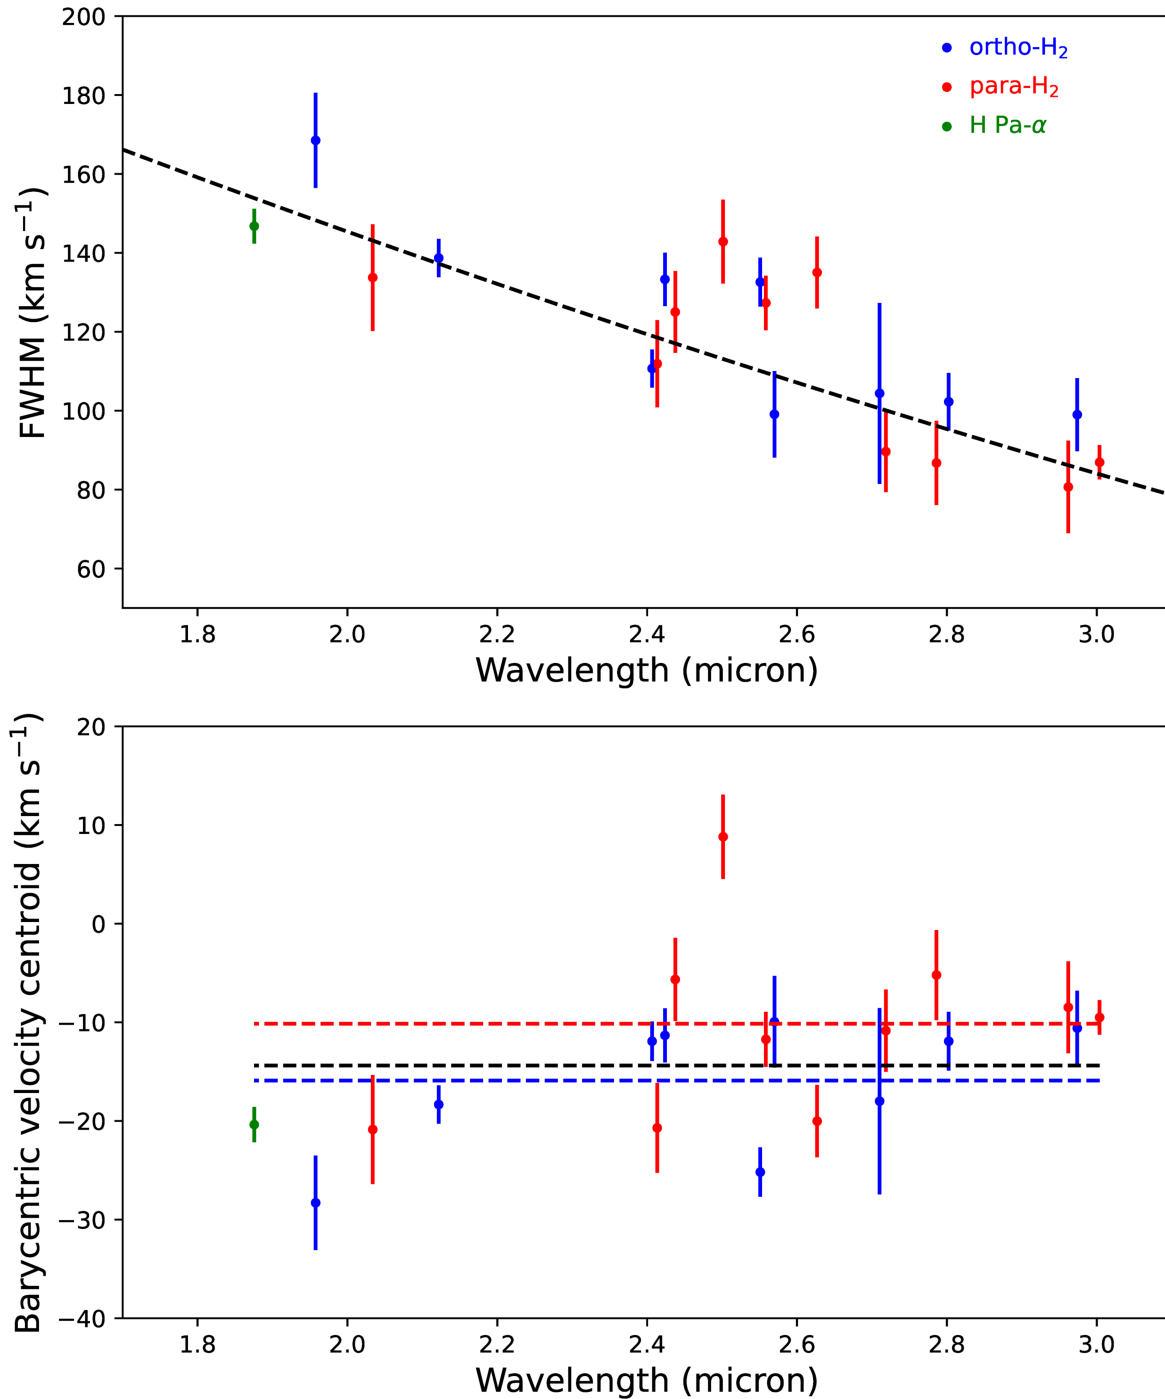 200
180
160
140
120
100
80
60
FWHM (km s⁻¹)
ortho-H₂
para-H₂
H Pa-α
1.8 2.0 2.2 2.4 2.6 2.8 3.0
Wavelength (micron)
20
10
0
−10
−20
−30
−40
Barycentric velocity centroid (km s⁻¹)
1.8 2.0 2.2 2.4 2.6 2.8 3.0
Wavelength (micron)